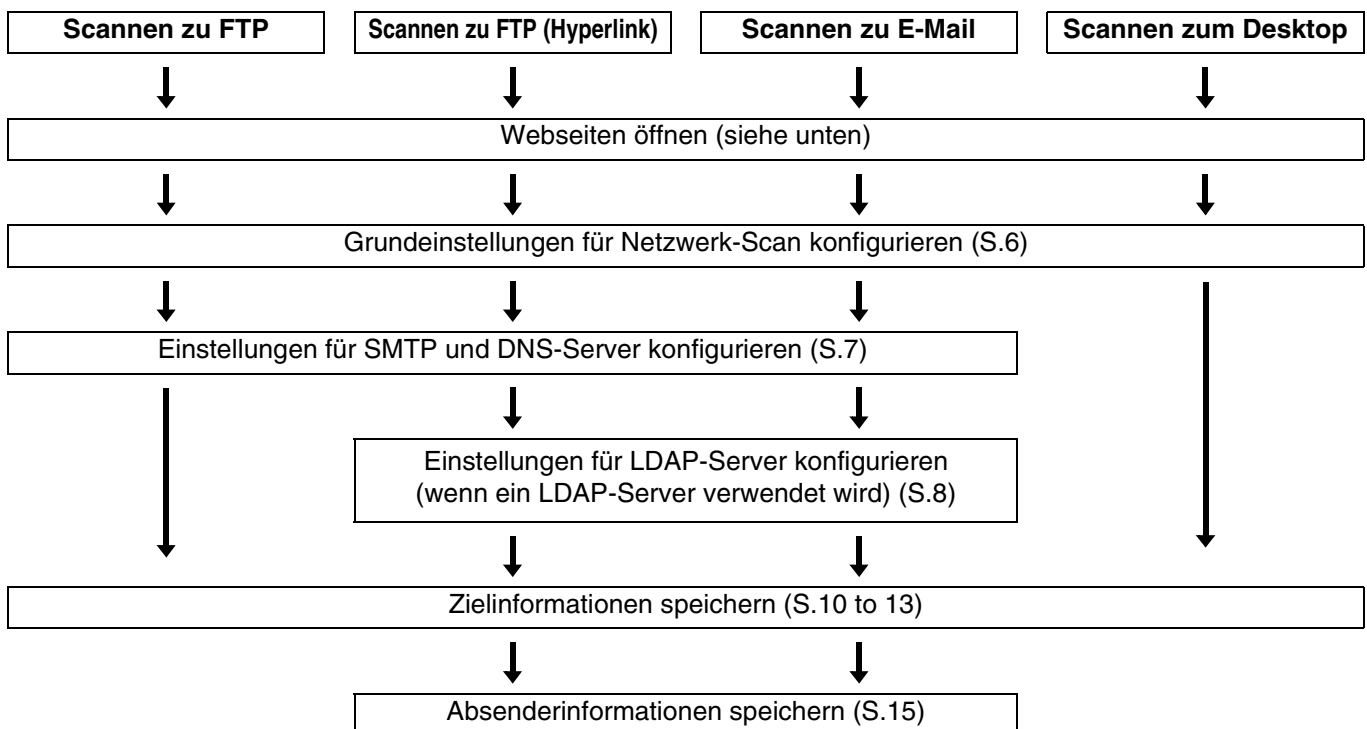 Scannen zu FTP
Scannen zu FTP (Hyperlink)
Scannen zu E-Mail
Scannen zum Desktop
Webseiten öffnen (siehe unten)
Grundeinstellungen für Netzwerk-Scan konfigurieren (S.6)
Einstellungen für SMTP und DNS-Server konfigurieren (S.7)
Einstellungen für LDAP-Server konfigurieren
(wenn ein LDAP-Server verwendet wird) (S.8)
Zielinformationen speichern (S.10 to 13)
Absenderinformationen speichern (S.15)